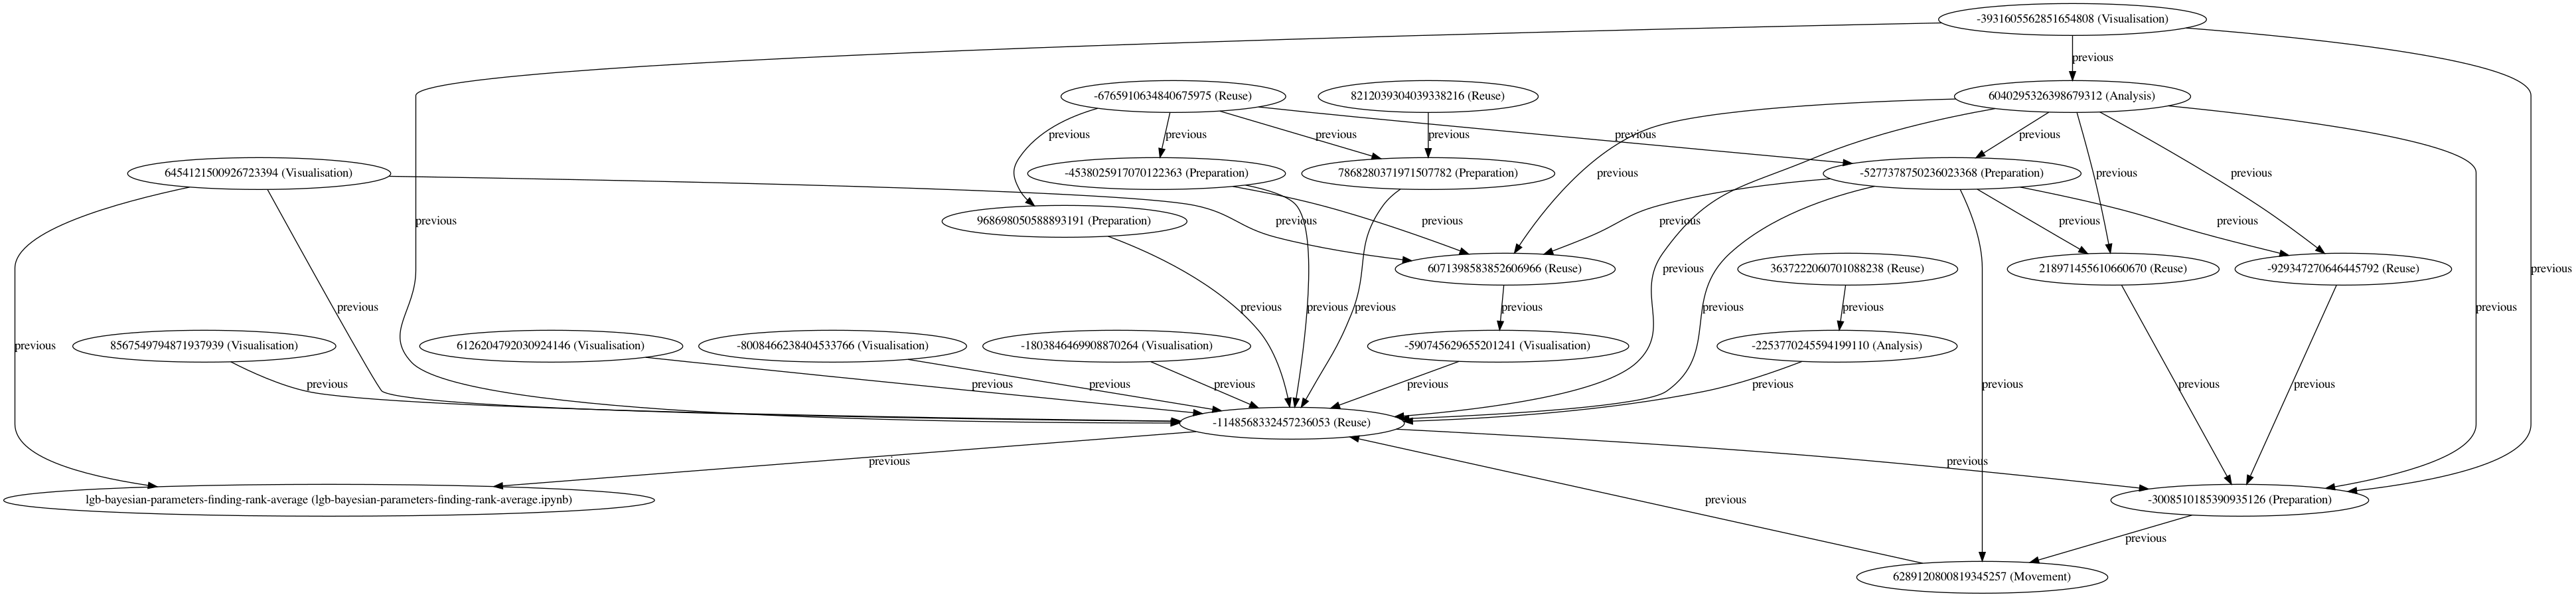 -3931605562851654808 (Visualisation)
previous
-6765910634840675975 (Reuse)
8212039304039338216 (Reuse)
6040295326398679312 (Analysis)
previous
previous
previous
previous
previous
previous
6454121500926723394 (Visualisation)
-4538025917070122363 (Preparation)
7868280371971507782 (Preparation)
-5277378750236023368 (Preparation)
previous
previous
previous
previous
968698050588893191 (Preparation)
previous
previous
previous
previous
previous
6071398583852606966 (Reuse)
3637222060701088238 (Reuse)
218971455610660670 (Reuse)
-929347270646445792 (Reuse)
previous
previous
previous
previous
previous
previous
previous
previous
previous
previous
previous
8567549794871937939 (Visualisation)
6126204792030924146 (Visualisation)
-8008466238404533766 (Visualisation)
-1803846469908870264 (Visualisation)
-590745629655201241 (Visualisation)
-2253770245594199110 (Analysis)
previous
previous
previous
previous
previous
previous
previous
previous
previous
-1148568332457236053 (Reuse)
previous
previous
lgb-bayesian-parameters-finding-rank-average (lgb-bayesian-parameters-finding-rank-average.ipynb)
previous
-3008510185390935126 (Preparation)
previous
6289120800819345257 (Movement)